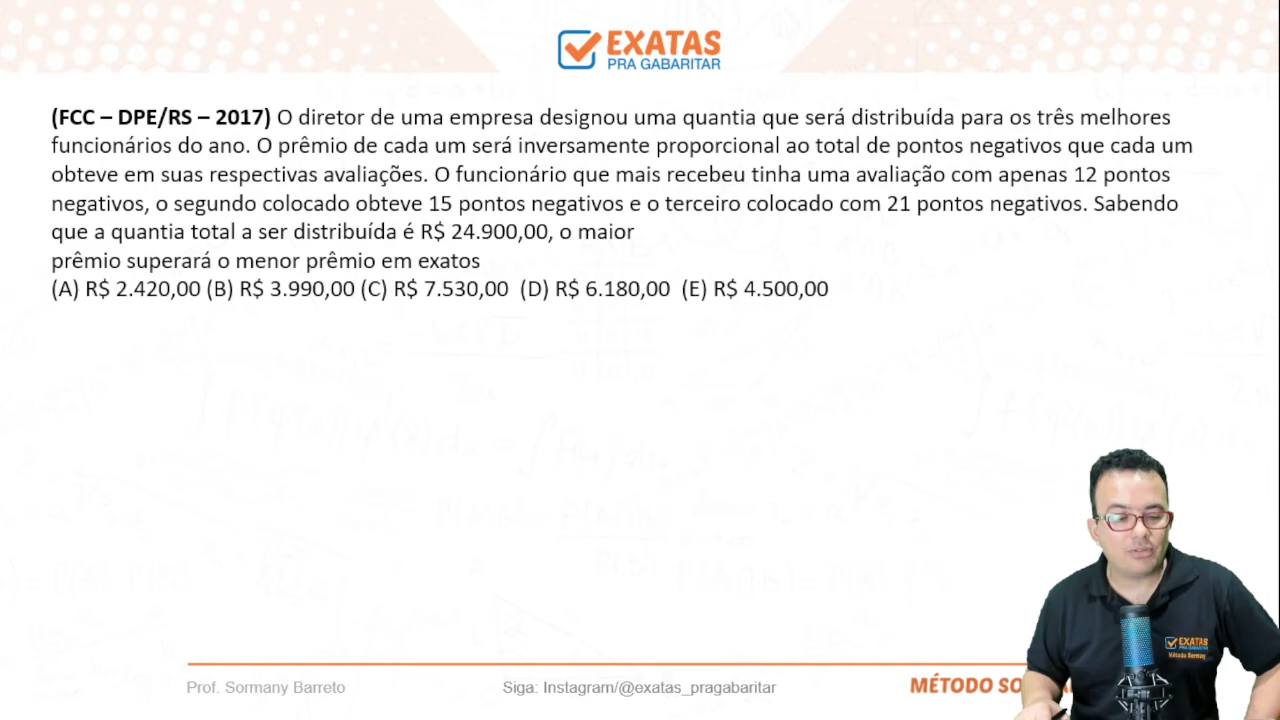 EXATAS
PRA GABARITAR
(FCC – DPE/RS – 2017) O diretor de uma empresa designou uma quantia que será distribuída para os três melhores
funcionários do ano. O prêmio de cada um será inversamente proporcional ao total de pontos negativos que cada um
obteve em suas respectivas avaliações. O funcionário que mais recebeu tinha uma avaliação com apenas 12 pontos
negativos, o segundo colocado obteve 15 pontos negativos e o terceiro colocado com 21 pontos negativos. Sabendo
que a quantia total a ser distribuída é R$ 24.900,00, o maior
prêmio superará o menor prêmio em exatos
(A) R$ 2.420,00 (B) R$ 3.990,00 (C) R$ 7.530,00 (D) R$ 6.180,00 (E) R$ 4.500,00
EXATAS
PRA GABARITAR
Prof. Sormany Barreto
Siga: Instagram/@exatas_pragabaritar
MÉTODO SO